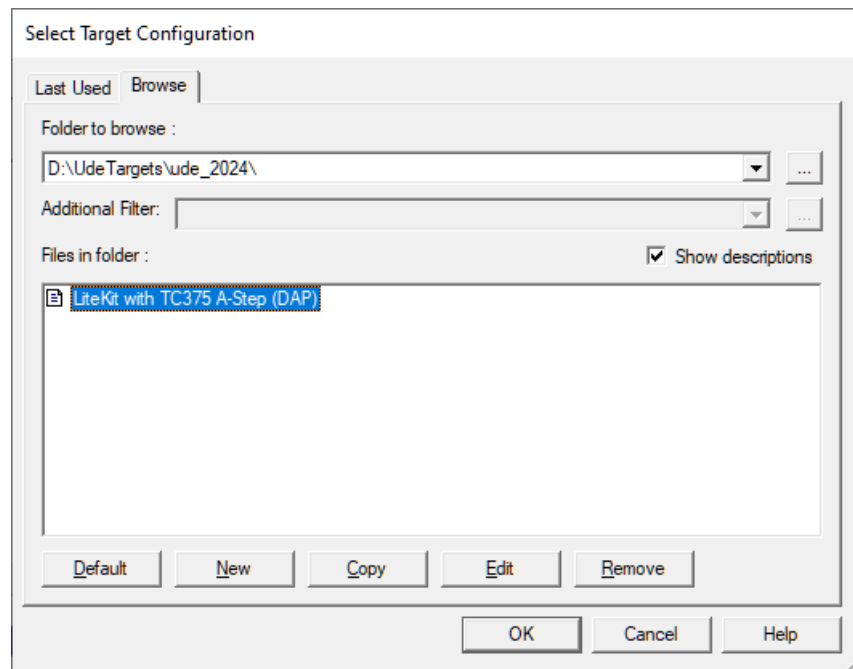 Select Target Configuration
Last Used Browse
Folder to browse :
D:\UdeTargets\ude_2024\ ...
Additional Filter: ...
Files in folder : Show descriptions
LiteKit with TC375 A-Step (DAP)
Default New Copy Edit Remove
OK Cancel Help